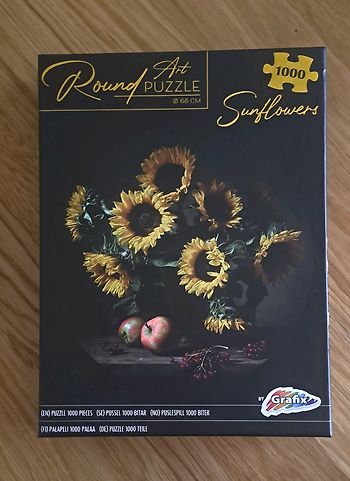 Round Art
PUZZLE
Ø 68 CM
1000
Sunflowers
BY Grafix
(EN) PUZZLE 1000 PIECES (SE) PUSSEL 1000 BITAR (NO) PUSLESPILL 1000 BITER
(FI) PALAPELI 1000 PALAA (DE) PUZZLE 1000 TEILE